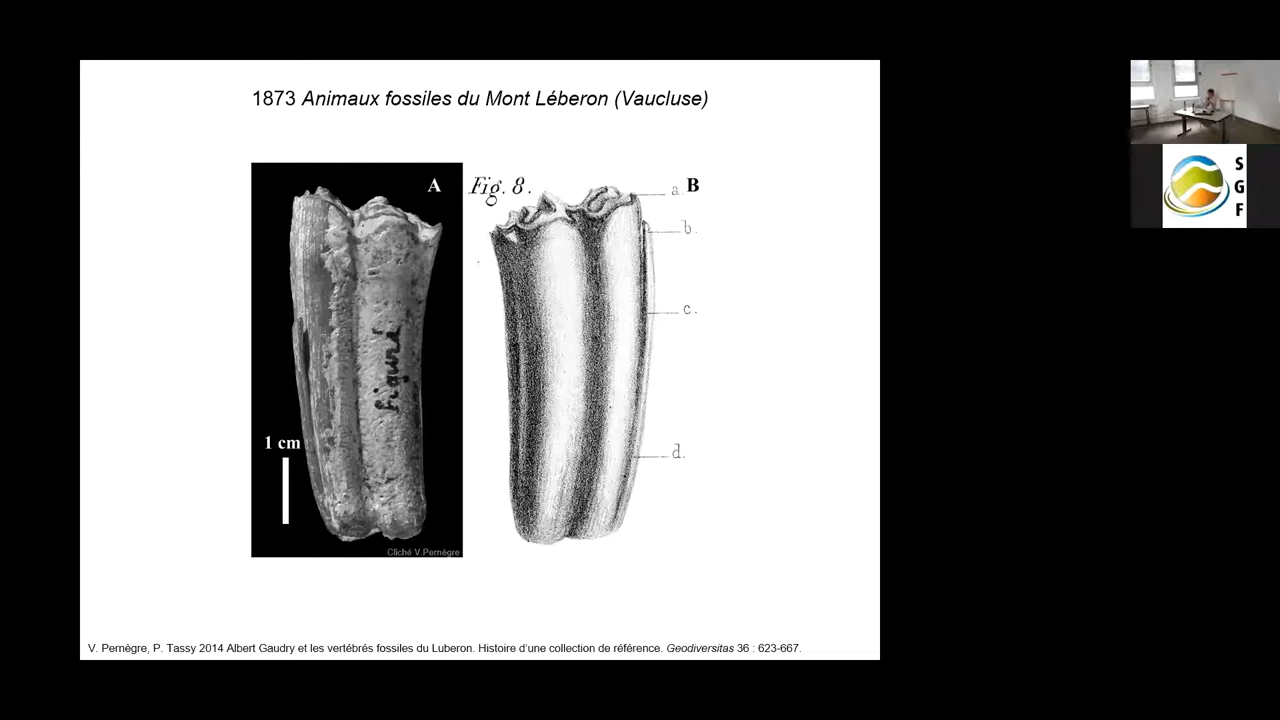 1873 Animaux fossiles du Mont Léberon (Vaucluse)
A
Fig. 8.
a.
B
b.
c.
figuré
1 cm
d.
Cliché V.Pernègre
V. Pernègre, P. Tassy 2014 Albert Gaudry et les vertébrés fossiles du Luberon. Histoire d'une collection de référence. Geodiversitas 36 : 623-667.
S
G
F